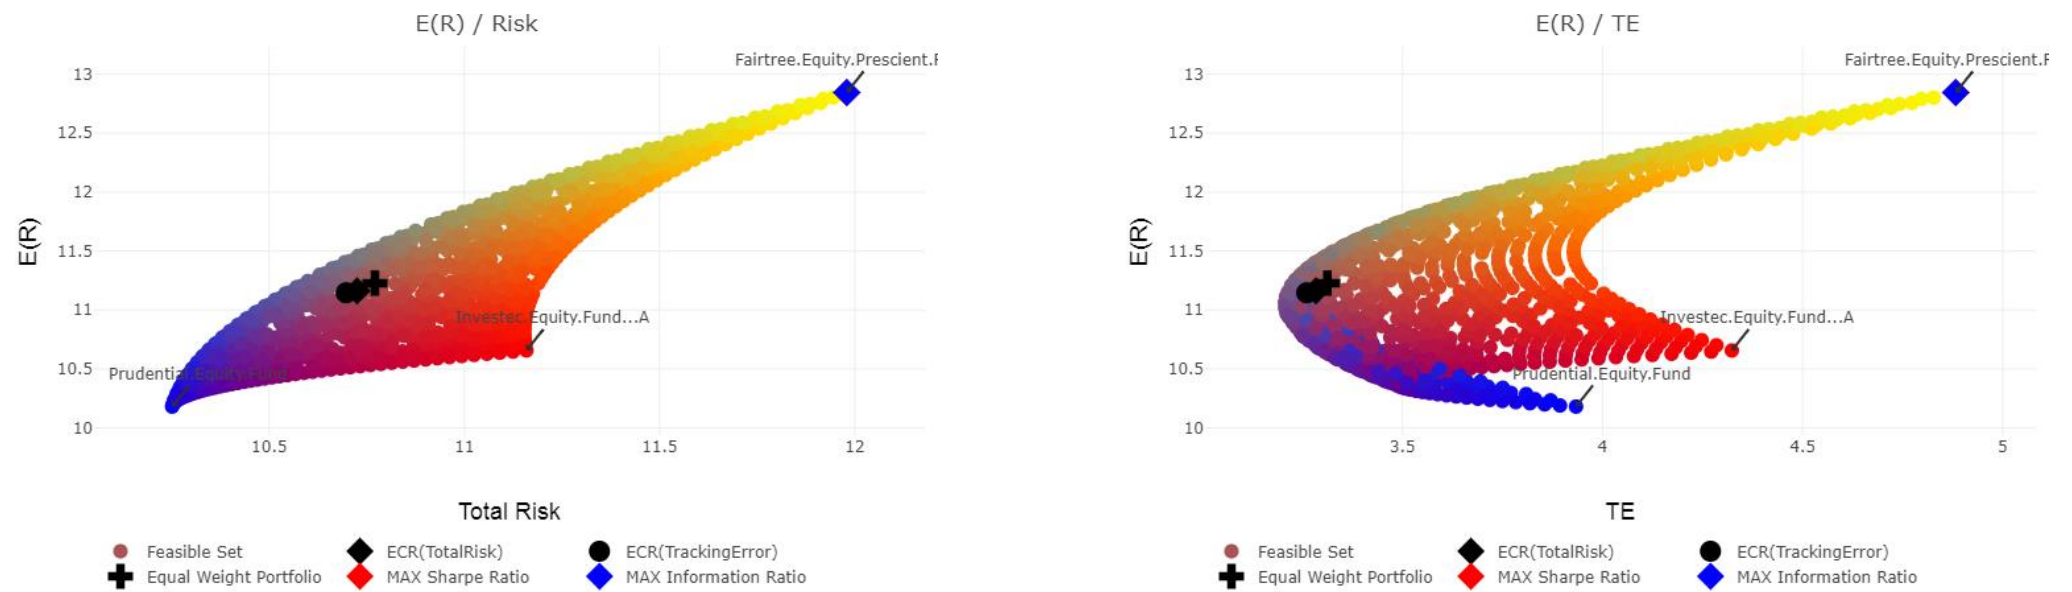 E(R) / Risk
Fairtree.Equity.Prescient.F
13
12.5
12
11.5
11
10.5
10
E(R)
Investec.Equity.Fund...A
Prudential.Equity.Fund
10.5 11 11.5 12
Total Risk
Feasible Set ECR(TotalRisk) ECR(TrackingError)
Equal Weight Portfolio MAX Sharpe Ratio MAX Information Ratio
E(R) / TE
Fairtree.Equity.Prescient.F
13
12.5
12
11.5
11
10.5
10
E(R)
Investec.Equity.Fund...A
Prudential.Equity.Fund
3.5 4 4.5 5
TE
Feasible Set ECR(TotalRisk) ECR(TrackingError)
Equal Weight Portfolio MAX Sharpe Ratio MAX Information Ratio